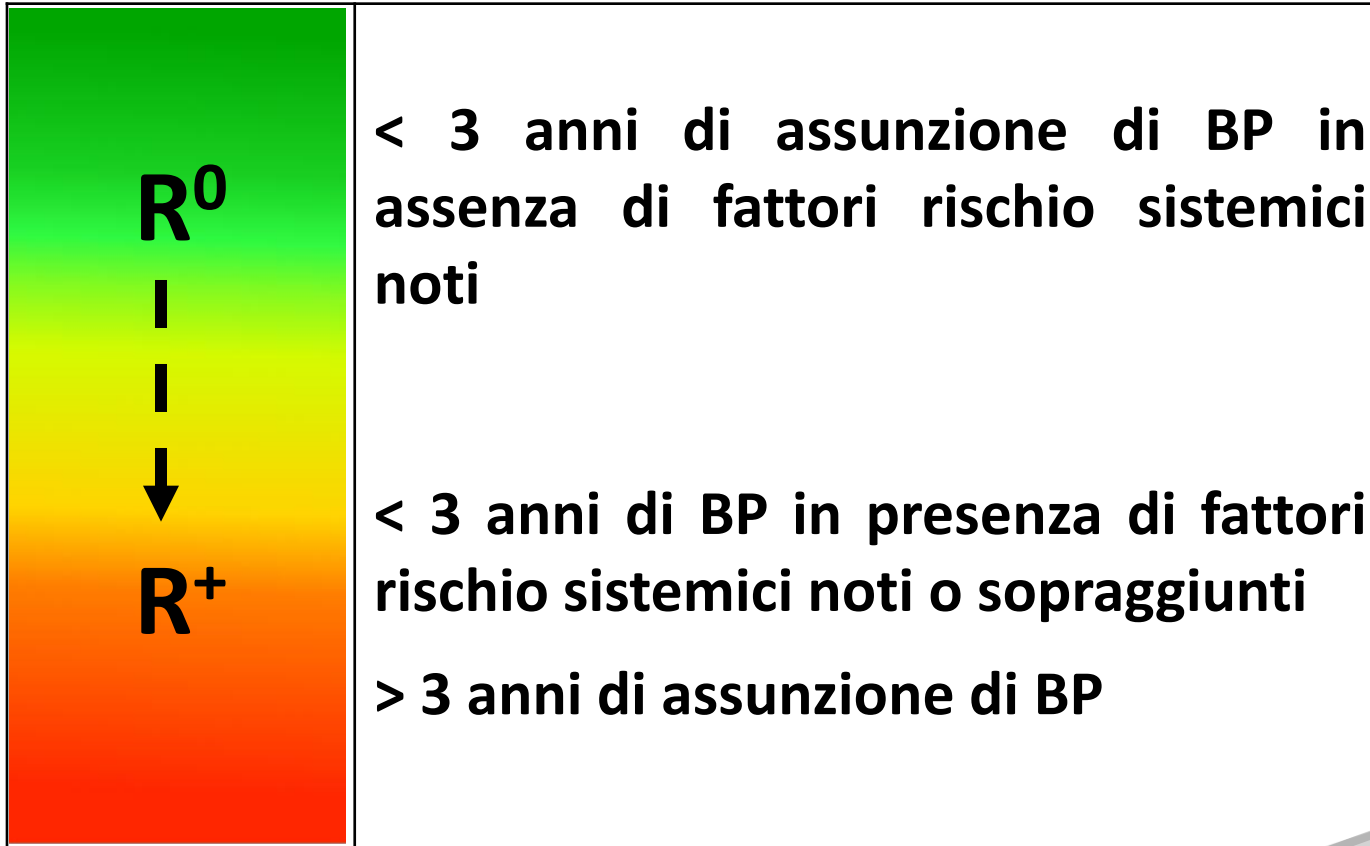 R⁰
< 3 anni di assunzione di BP in
assenza di fattori rischio sistemici
noti
R⁺
< 3 anni di BP in presenza di fattori
rischio sistemici noti o sopraggiunti
> 3 anni di assunzione di BP